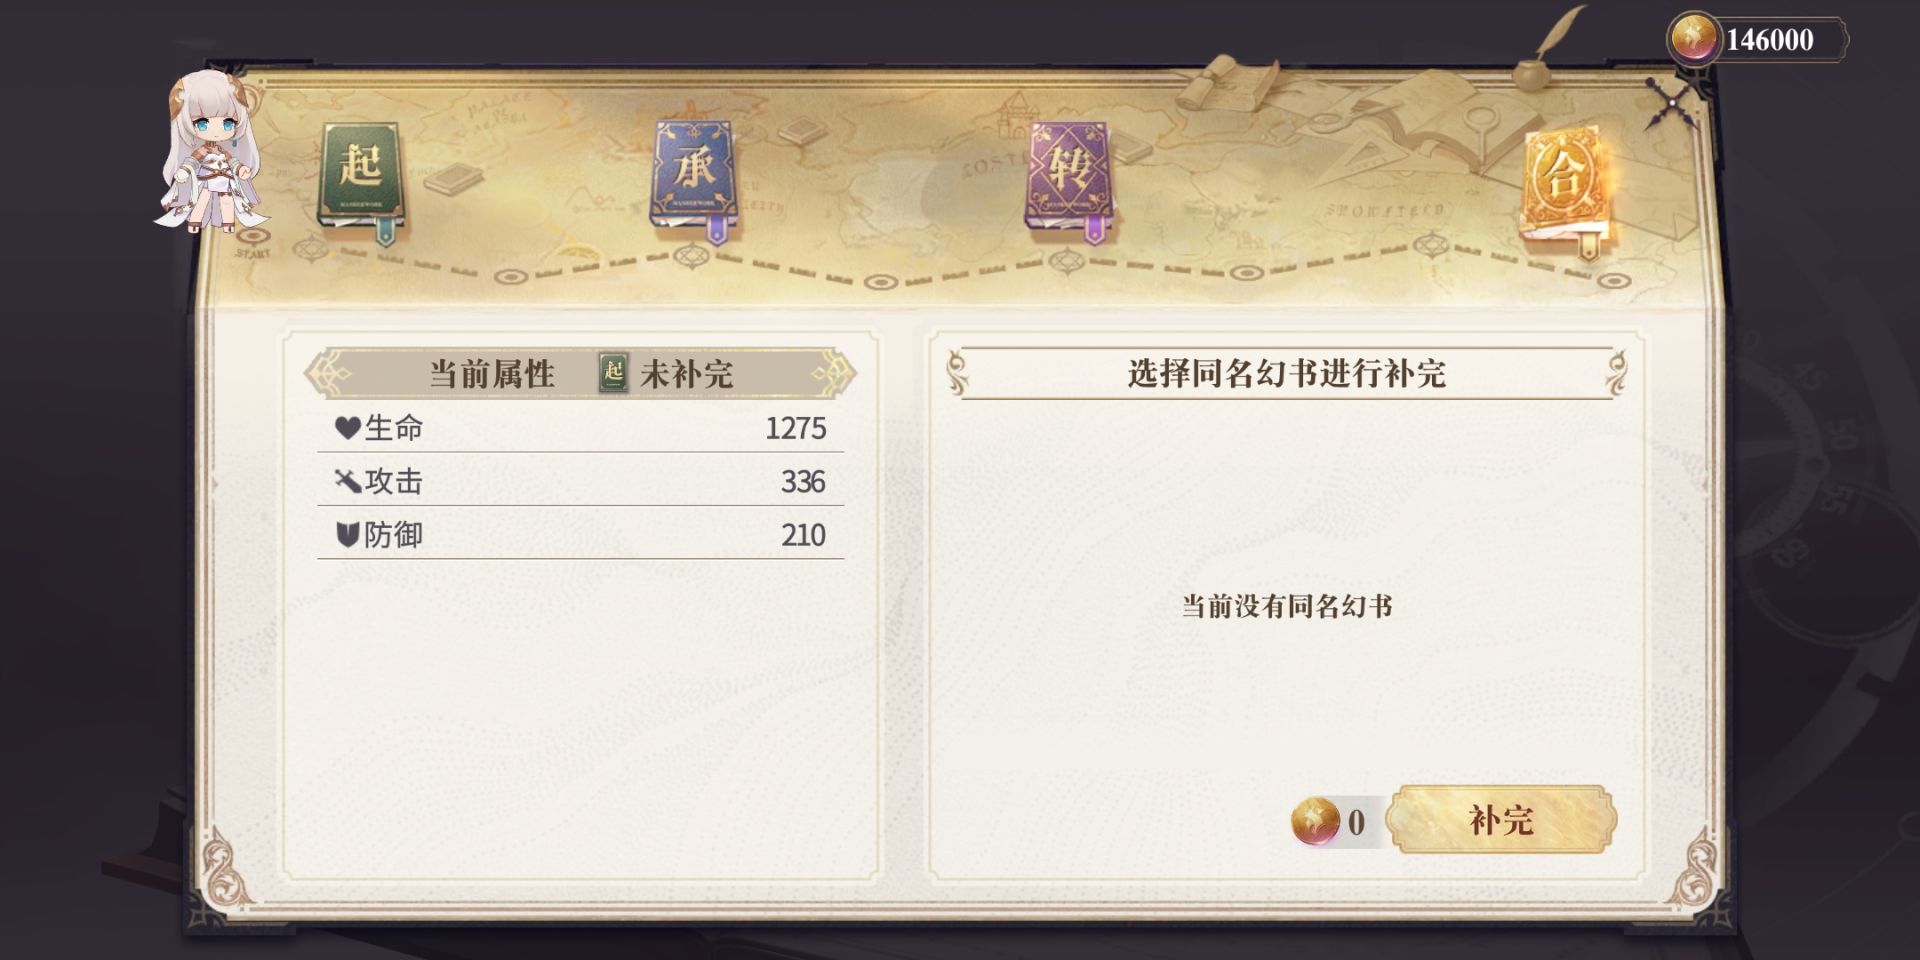 146000
起
承
转
合
START
SNOWFIELD
当前属性 起 未补完
生命 1275
攻击 336
防御 210
选择同名幻书进行补完
当前没有同名幻书
0 补完